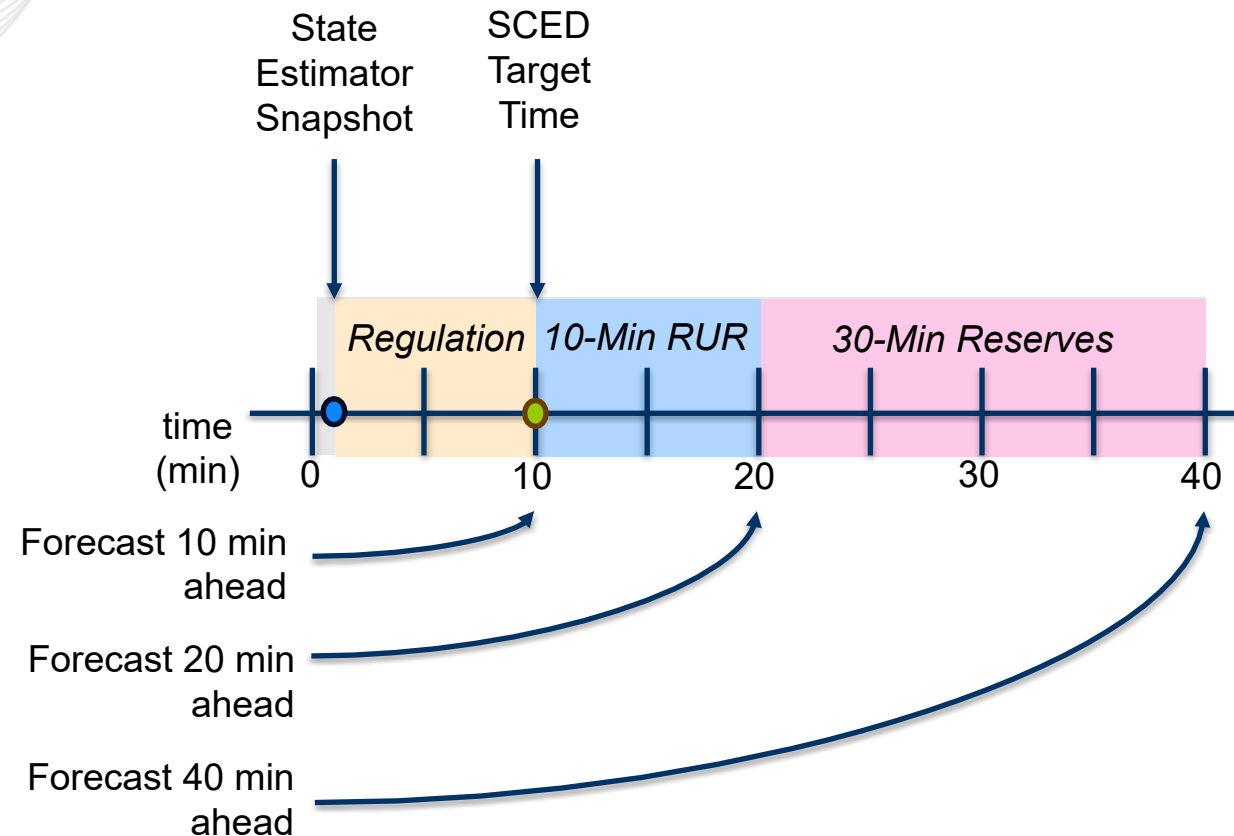 State
Estimator
Snapshot
SCED
Target
Time
Regulation
10-Min RUR
30-Min Reserves
time
(min)
0
10
20
30
40
Forecast 10 min
ahead
Forecast 20 min
ahead
Forecast 40 min
ahead